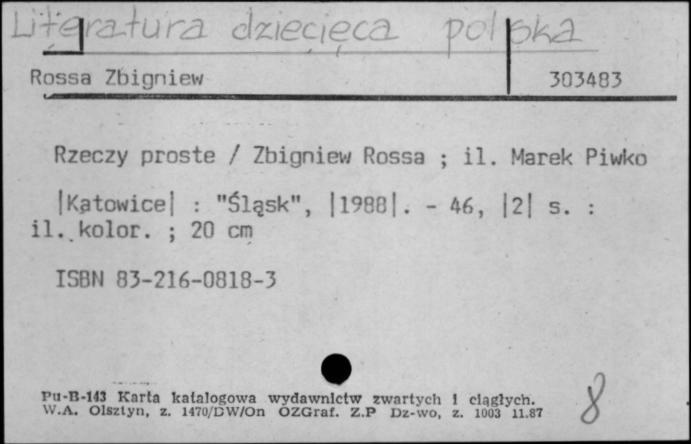 Literatura dziecięca polska
Rossa Zbigniew 303483
Rzeczy proste / Zbigniew Rossa ; il. Marek Piwko
|Katowice| : "Śląsk", |1988|. - 46, |2| s. :
il. kolor. ; 20 cm
ISBN 83-216-0818-3
Pu-B-143 Karta katalogowa wydawnictw zwartych i ciągłych.
W.A. Olsztyn, z. 1470/DW/On OZGraf. Z.P Dz-wo, z. 1003 11.87
8